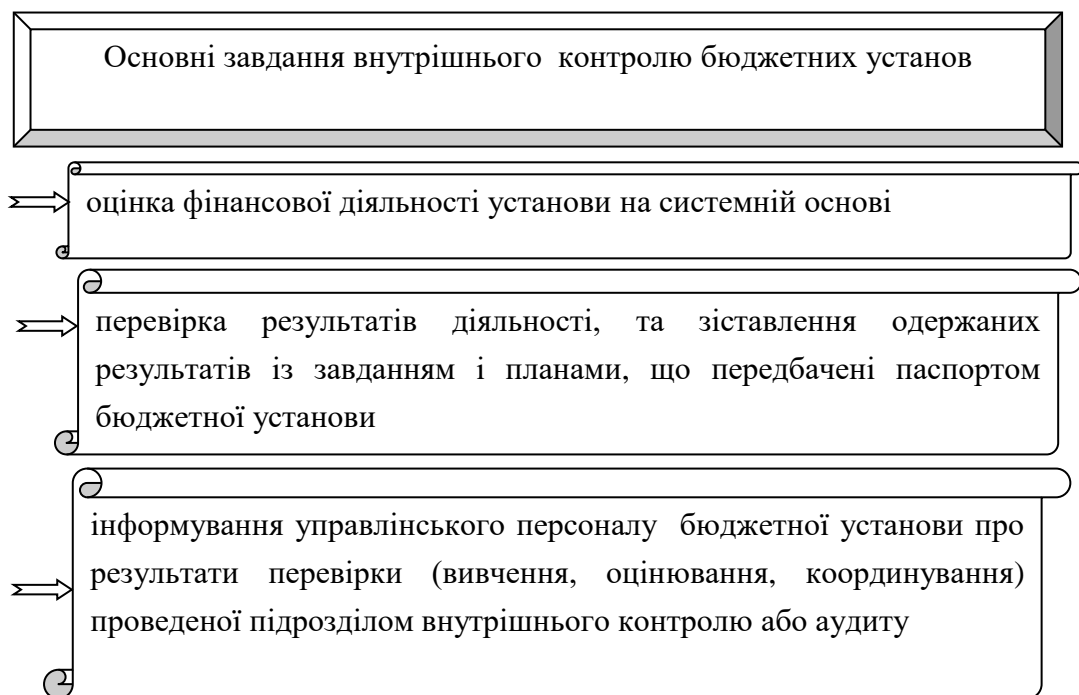 Основні завдання внутрішнього контролю бюджетних установ
оцінка фінансової діяльності установи на системній основі
перевірка результатів діяльності, та зіставлення одержаних
результатів із завданням і планами, що передбачені паспортом
бюджетної установи
інформування управлінського персоналу бюджетної установи про
результати перевірки (вивчення, оцінювання, координування)
проведеної підрозділом внутрішнього контролю або аудиту